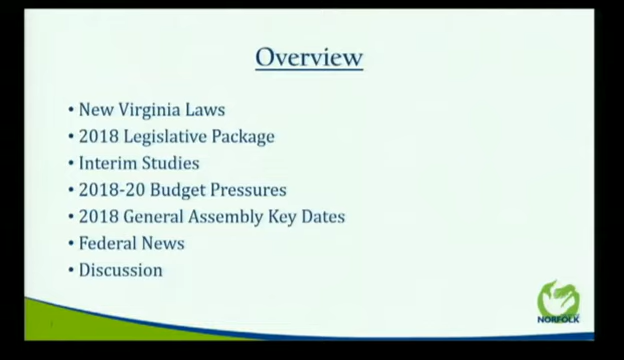 Overview
• New Virginia Laws
• 2018 Legislative Package
• Interim Studies
• 2018-20 Budget Pressures
• 2018 General Assembly Key Dates
• Federal News
• Discussion
NORFOLK